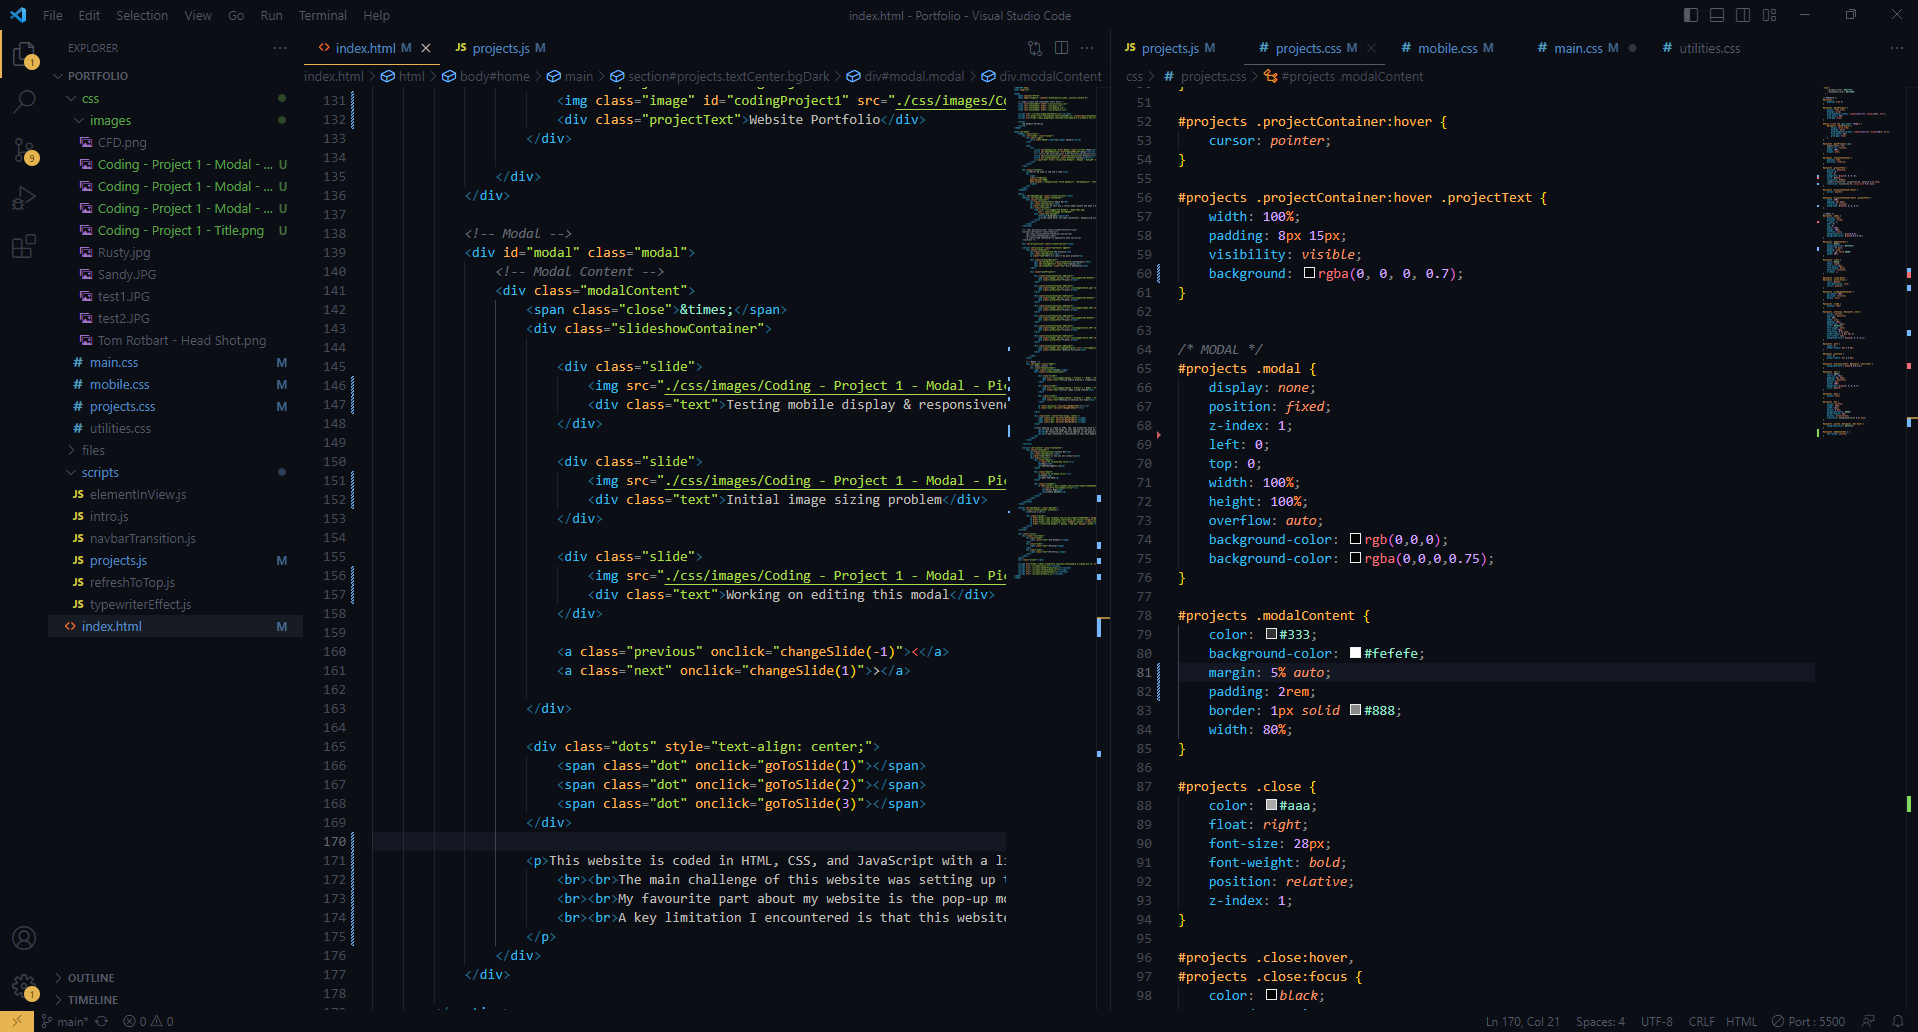 File Edit Selection View Go Run Terminal Help
index.html - Portfolio - Visual Studio Code
EXPLORER
PORTFOLIO
css
images
CFD.png
Coding - Project 1 - Modal - ... U
Coding - Project 1 - Modal - ... U
Coding - Project 1 - Modal - ... U
Coding - Project 1 - Title.png U
Rusty.jpg
Sandy.JPG
test1.JPG
test2.JPG
Tom Rotbart - Head Shot.png
# main.css M
# mobile.css M
# projects.css M
# utilities.css
files
scripts
JS elementInView.js
JS intro.js
JS navbarTransition.js
JS projects.js M
JS refreshToTop.js
JS typewriterEffect.js
<> index.html M
OUTLINE
TIMELINE
1
9
1
<> index.html M
JS projects.js M
index.html > html > body#home > main > section#projects.textCenter.bgDark > div#modal.modal > div.modalContent
131 <img class="image" id="codingProject1" src="./css/images/Co
132 <div class="projectText">Website Portfolio</div>
133 </div>
134
135 </div>
136 </div>
137
138 <!-- Modal -->
139 <div id="modal" class="modal">
140 <!-- Modal Content -->
141 <div class="modalContent">
142 <span class="close">&times;</span>
143 <div class="slideshowContainer">
144
145 <div class="slide">
146 <img src="./css/images/Coding - Project 1 - Modal - Pic
147 <div class="text">Testing mobile display & responsivene
148 </div>
149
150 <div class="slide">
151 <img src="./css/images/Coding - Project 1 - Modal - Pic
152 <div class="text">Initial image sizing problem</div>
153 </div>
154
155 <div class="slide">
156 <img src="./css/images/Coding - Project 1 - Modal - Pic
157 <div class="text">Working on editing this modal</div>
158 </div>
159
160 <a class="previous" onclick="changeSlide(-1)"><</a>
161 <a class="next" onclick="changeSlide(1)">></a>
162
163 </div>
164
165 <div class="dots" style="text-align: center;">
166 <span class="dot" onclick="goToSlide(1)"></span>
167 <span class="dot" onclick="goToSlide(2)"></span>
168 <span class="dot" onclick="goToSlide(3)"></span>
169 </div>
170
171 <p>This website is coded in HTML, CSS, and JavaScript with a li
172 <br><br>The main challenge of this website was setting up t
173 <br><br>My favourite part about my website is the pop-up mo
174 <br><br>A key limitation I encountered is that this website
175 </p>
176 </div>
177 </div>
178
JS projects.js M
# projects.css M
# mobile.css M
# main.css M
# utilities.css
css > # projects.css > #projects .modalContent
51
52 #projects .projectContainer:hover {
53 cursor: pointer;
54 }
55
56 #projects .projectContainer:hover .projectText {
57 width: 100%;
58 padding: 8px 15px;
59 visibility: visible;
60 background: rgba(0, 0, 0, 0.7);
61 }
62
63
64 /* MODAL */
65 #projects .modal {
66 display: none;
67 position: fixed;
68 z-index: 1;
69 left: 0;
70 top: 0;
71 width: 100%;
72 height: 100%;
73 overflow: auto;
74 background-color: rgb(0,0,0);
75 background-color: rgba(0,0,0,0.75);
76 }
77
78 #projects .modalContent {
79 color: #333;
80 background-color: #fefefe;
81 margin: 5% auto;
82 padding: 2rem;
83 border: 1px solid #888;
84 width: 80%;
85 }
86
87 #projects .close {
88 color: #aaa;
89 float: right;
90 font-size: 28px;
91 font-weight: bold;
92 position: relative;
93 z-index: 1;
94 }
95
96 #projects .close:hover,
97 #projects .close:focus {
98 color: black;
main* 0 0
Ln 170, Col 21 Spaces: 4 UTF-8 CRLF HTML Port : 5500